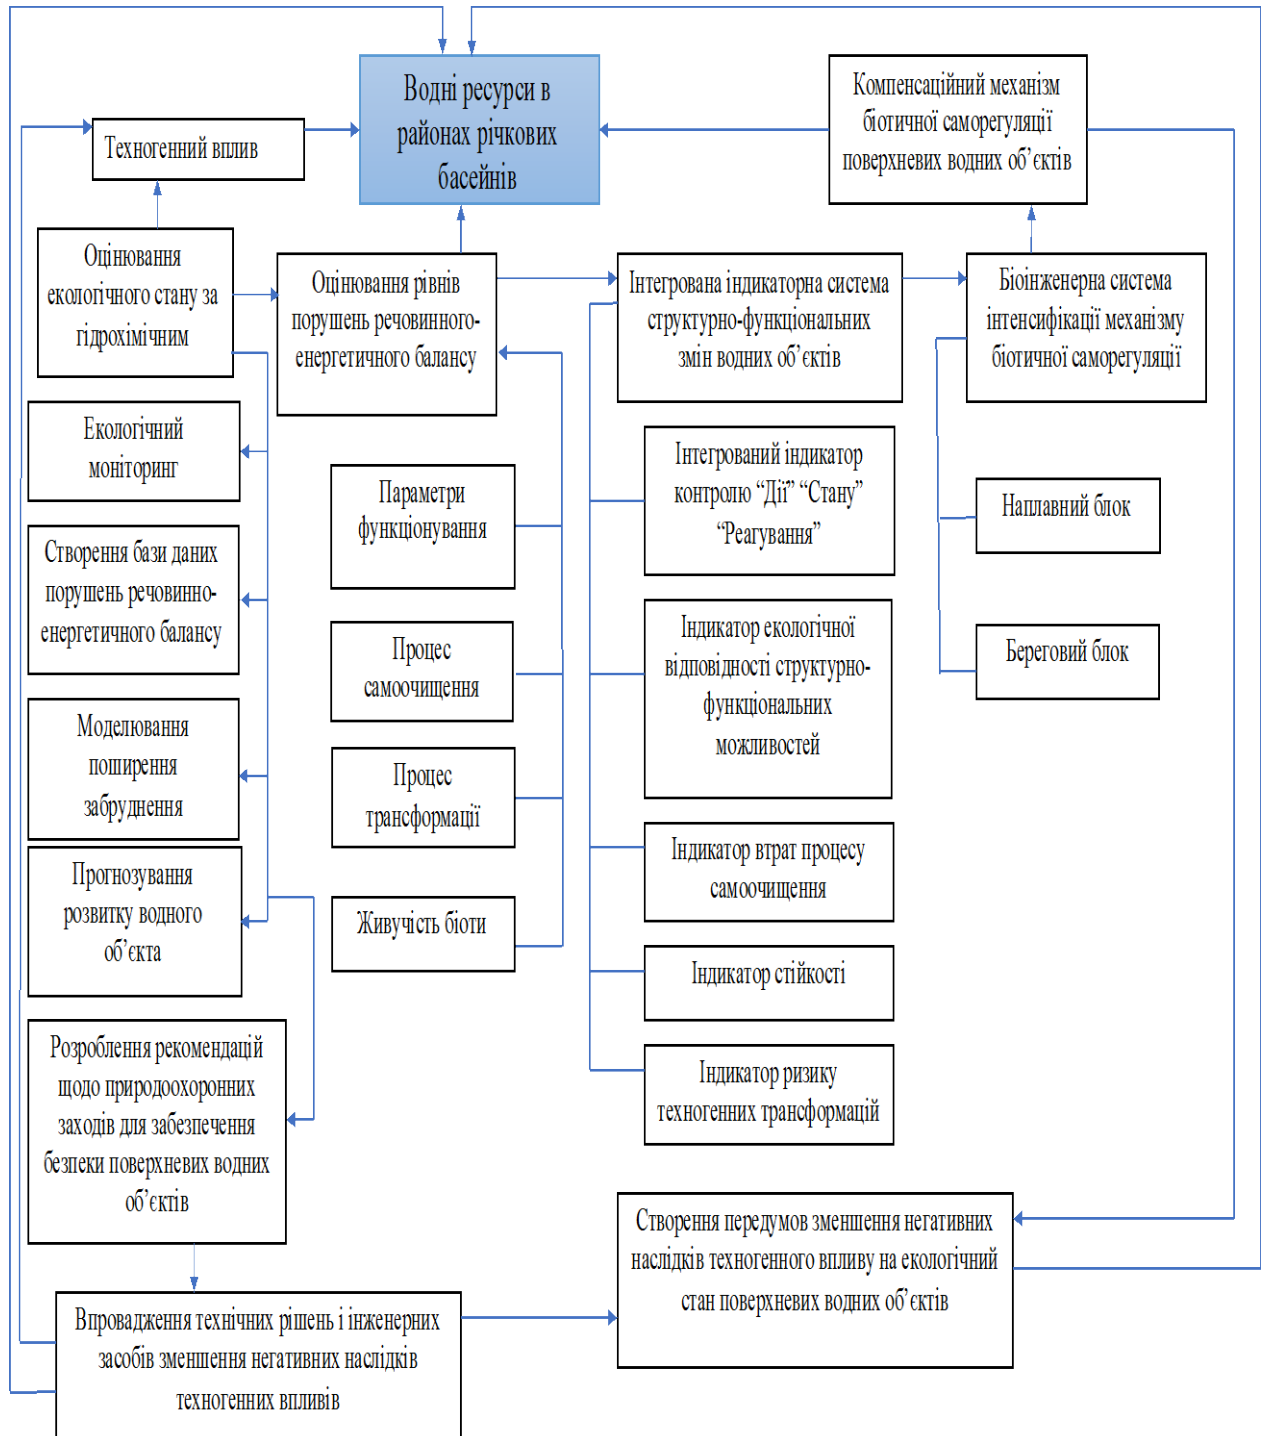 Водні ресурси в
районах річкових
басейнів
Компенсаційний механізм
біотичної саморегуляції
поверхневих водних об’єктів
Техногенний вплив
Оцінювання
екологічного стану за
гідрохімічним
Оцінювання рівнів
порушень речовинного-
енергетичного балансу
Інтегрована індикаторна система
структурно-функціональних
змін водних об’єктів
Біоінженерна система
інтенсифікації механізму
біотичної саморегуляції
Екологічний
моніторинг
Створення бази даних
порушень речовинно-
енергетичного балансу
Моделювання
поширення
забруднення
Прогнозування
розвитку водного
об’єкта
Розроблення рекомендацій
щодо природоохоронних
заходів для забезпечення
безпеки поверхневих водних
об’єктів
Параметри
функціонування
Процес
самоочищення
Процес
трансформації
Живучість біоти
Інтегрований індикатор
контролю “Дії” “Стану”
“Реагування”
Індикатор екологічної
відповідності структурно-
функціональних
можливостей
Індикатор втрат процесу
самоочищення
Індикатор стійкості
Індикатор ризику
техногенних трансформацій
Наплавний блок
Береговий блок
Створення передумов зменшення негативних
наслідків техногенного впливу на екологічний
стан поверхневих водних об’єктів
Впровадження технічних рішень і інженерних
засобів зменшення негативних наслідків
техногенних впливів